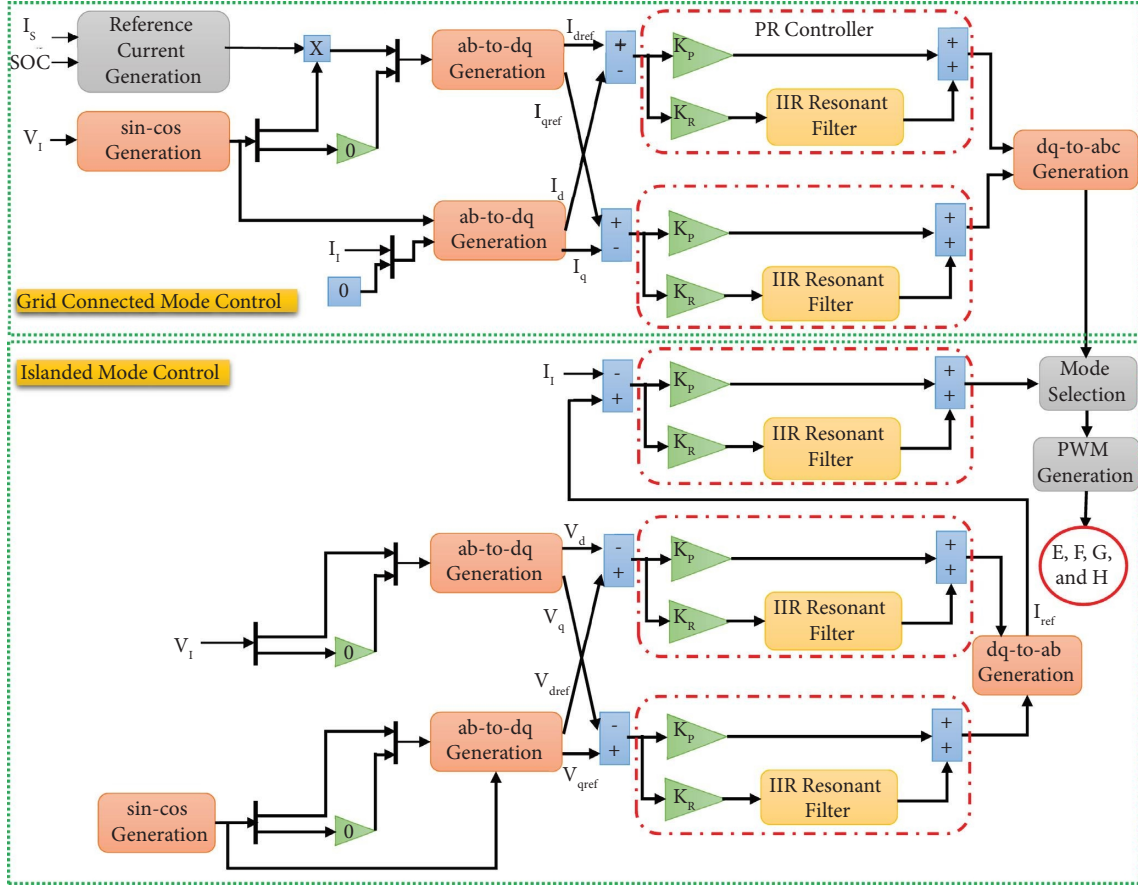 I_S
SOC
Reference
Current
Generation
X
ab-to-dq
Generation
I_dref
+
-
PR Controller
K_P
+
+
K_R
IIR Resonant
Filter
V_I
sin-cos
Generation
0
I_qref
dq-to-abc
Generation
I_I
0
ab-to-dq
Generation
I_d
I_q
+
-
K_P
+
+
K_R
IIR Resonant
Filter
Grid Connected Mode Control
Islanded Mode Control
I_I
-
+
K_P
+
+
K_R
IIR Resonant
Filter
Mode
Selection
PWM
Generation
E, F, G,
and H
V_I
0
ab-to-dq
Generation
V_d
V_q
-
+
K_P
+
+
K_R
IIR Resonant
Filter
I_ref
dq-to-ab
Generation
sin-cos
Generation
0
ab-to-dq
Generation
V_dref
V_qref
-
+
K_P
+
+
K_R
IIR Resonant
Filter